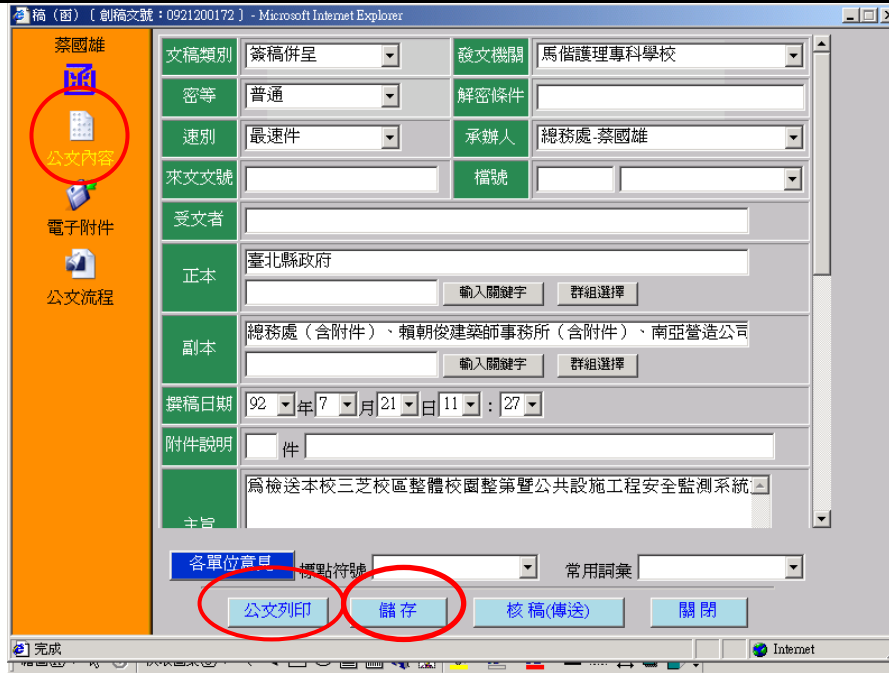 稿（函）〔創稿文號：0921200172〕 - Microsoft Internet Explorer
蔡國雄
函
公文內容
電子附件
公文流程
文稿類別 簽稿併呈 發文機關 馬偕護理專科學校
密等 普通 解密條件
速別 最速件 承辦人 總務處-蔡國雄
來文文號 檔號
受文者
正本 臺北縣政府
輸入關鍵字 群組選擇
副本 總務處（含附件）、賴朝俊建築師事務所（含附件）、南亞營造公司
輸入關鍵字 群組選擇
撰稿日期 92 年 7 月 21 日 11 : 27
附件說明 件
主旨 為檢送本校三芝校區整體校園整第暨公共設施工程安全監測系統
各單位意見 標點符號 常用詞彙
公文列印 儲存 核稿(傳送) 關閉
完成 Internet